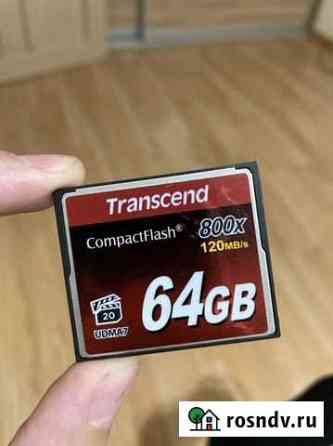 Transcend
CompactFlash® 800x
120MB/s
20
UDMA7
64GB
rosndv.ru